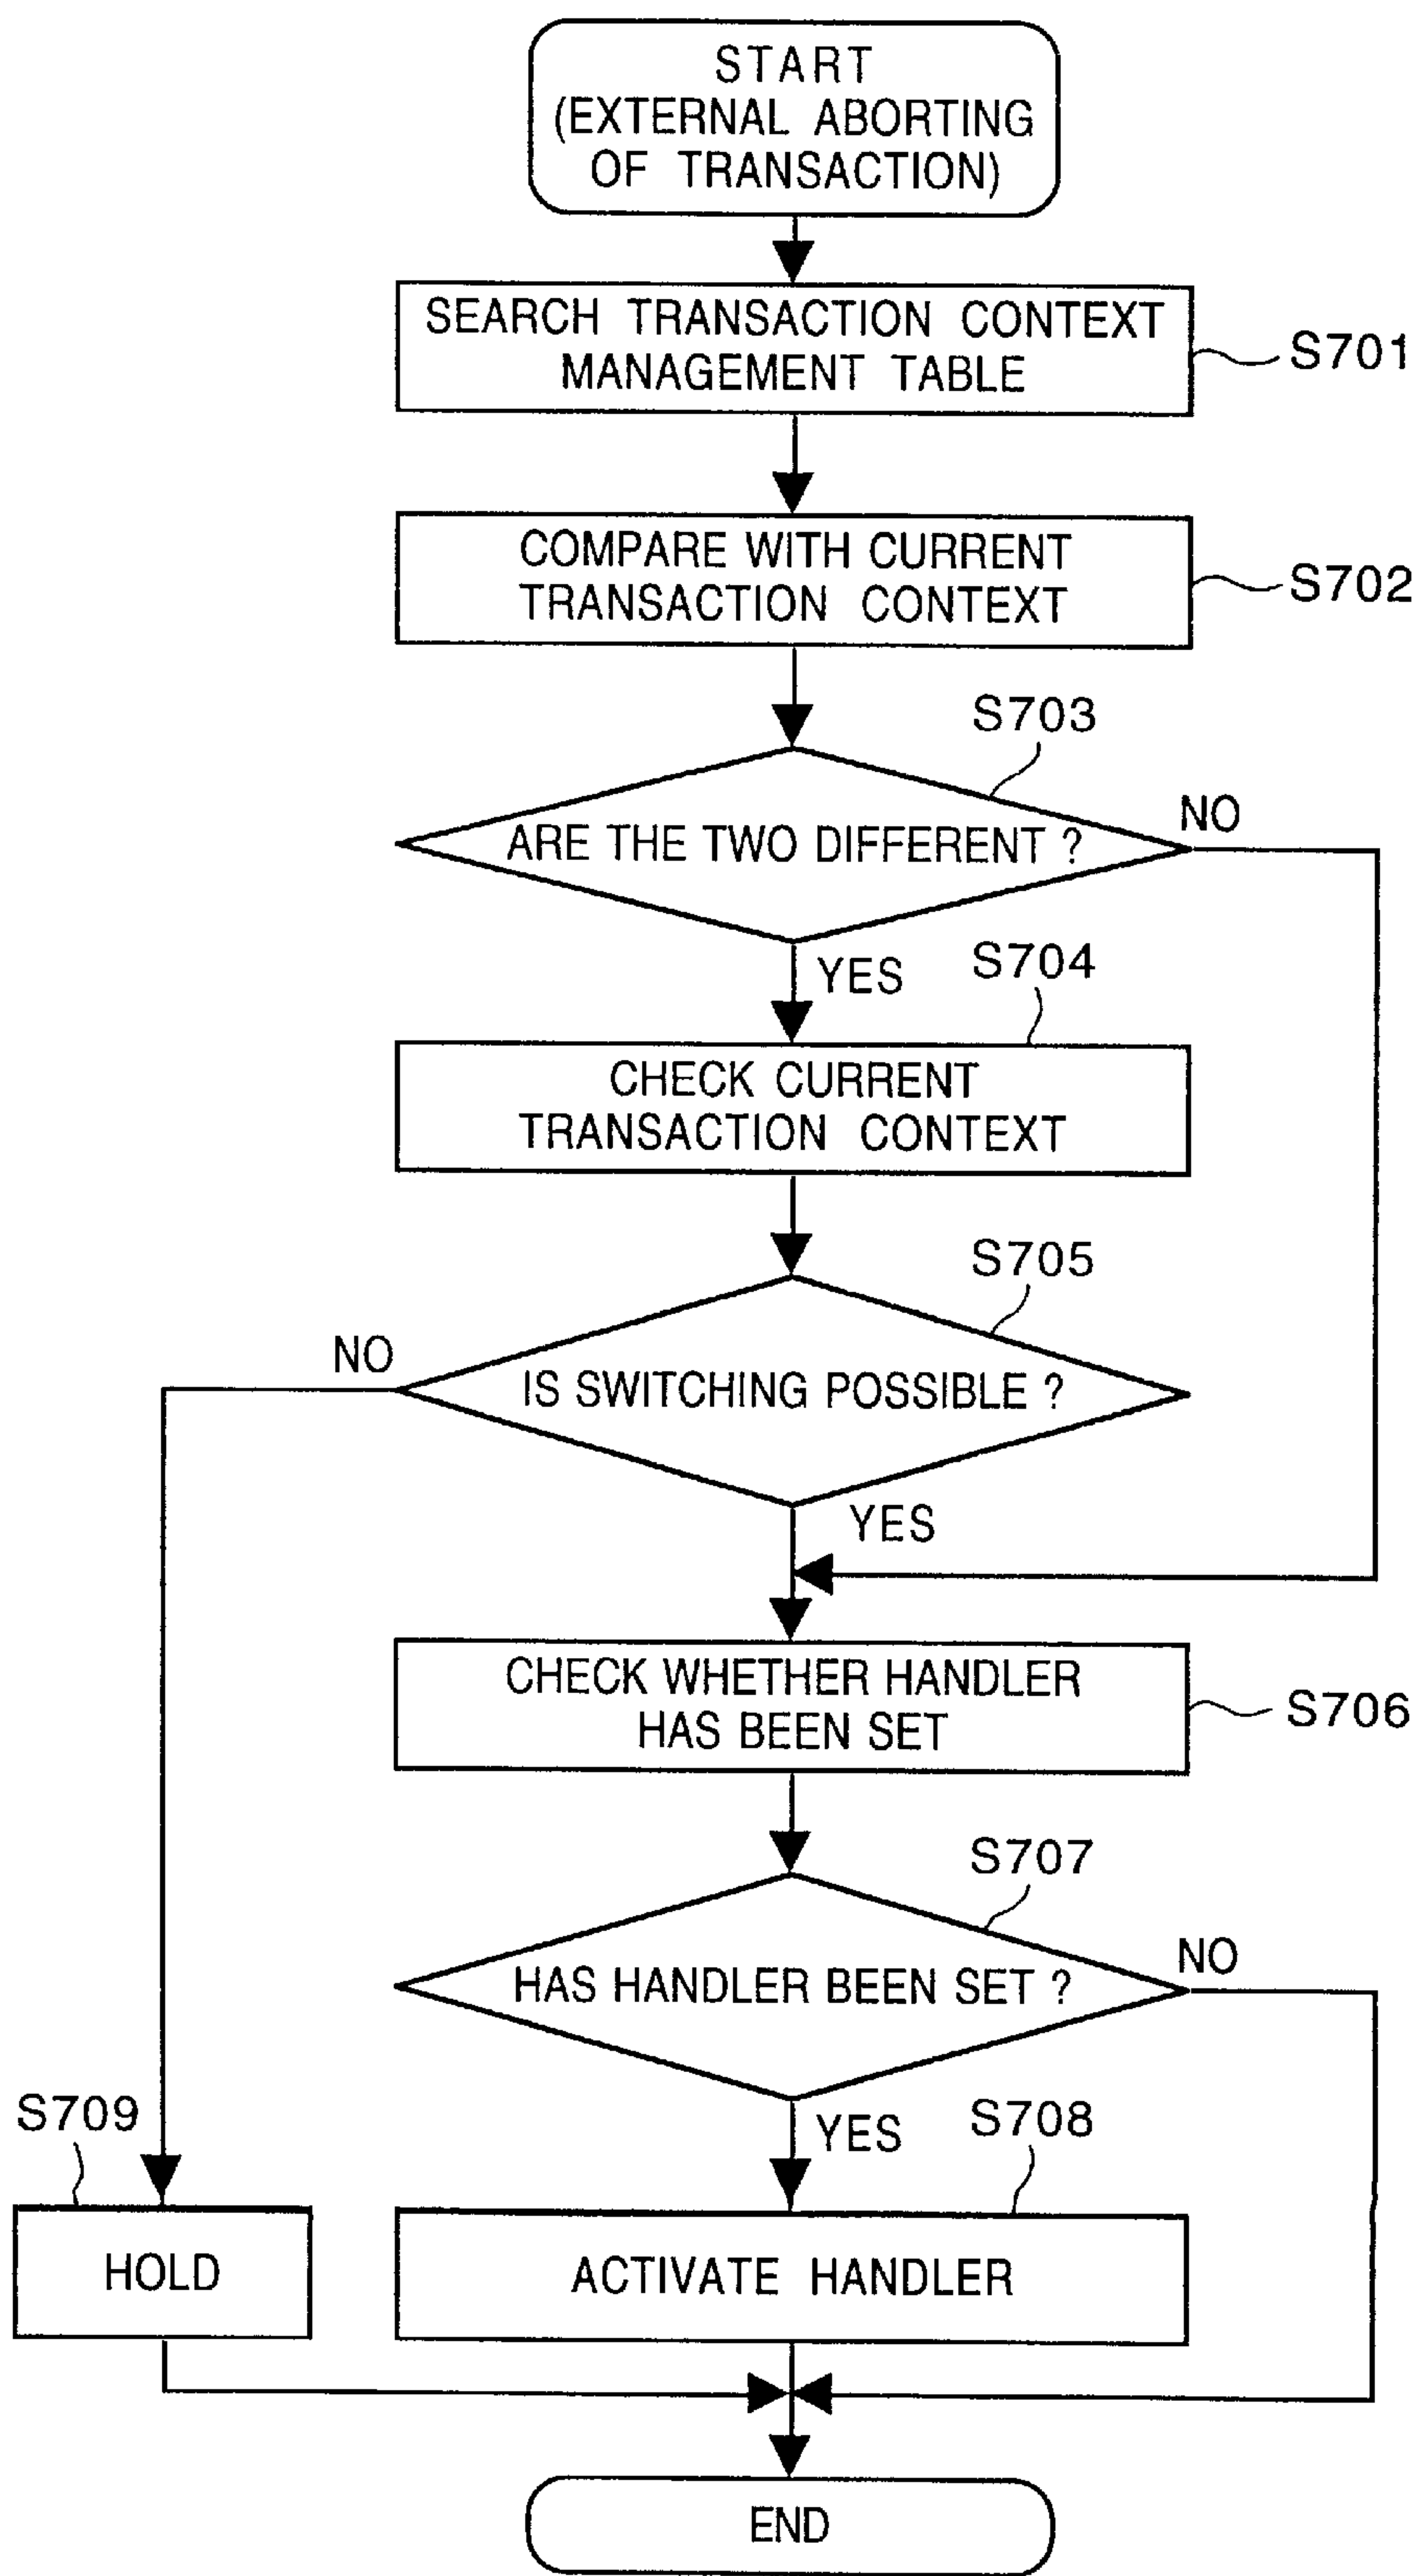 START
(EXTERNAL ABORTING
OF TRANSACTION)
SEARCH TRANSACTION CONTEXT
MANAGEMENT TABLE
S701
COMPARE WITH CURRENT
TRANSACTION CONTEXT
S702
S703
ARE THE TWO DIFFERENT ?
NO
YES
S704
CHECK CURRENT
TRANSACTION CONTEXT
S705
NO
IS SWITCHING POSSIBLE ?
YES
CHECK WHETHER HANDLER
HAS BEEN SET
S706
S707
HAS HANDLER BEEN SET ?
NO
YES
S709
S708
HOLD
ACTIVATE HANDLER
END